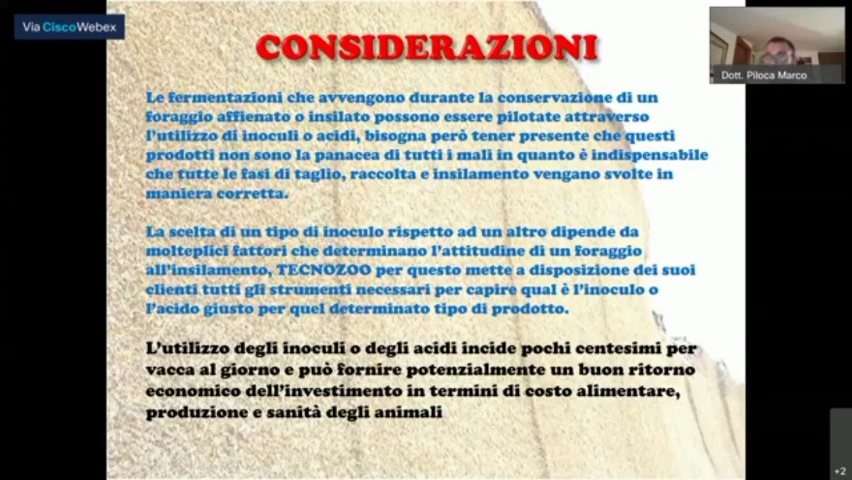 Via CiscoWebex
CONSIDERAZIONI
Dott. Piloca Marco
Le fermentazioni che avvengono durante la conservazione di un
foraggio affienato o insilato possono essere pilotate attraverso
l'utilizzo di inoculi o acidi, bisogna però tener presente che questi
prodotti non sono la panacea di tutti i mali in quanto è indispensabile
che tutte le fasi di taglio, raccolta e insilamento vengano svolte in
maniera corretta.
La scelta di un tipo di inoculo rispetto ad un altro dipende da
molteplici fattori che determinano l'attitudine di un foraggio
all'insilamento, TECNOZOO per questo mette a disposizione dei suoi
clienti tutti gli strumenti necessari per capire qual è l'inoculo o
l'acido giusto per quel determinato tipo di prodotto.
L'utilizzo degli inoculi o degli acidi incide pochi centesimi per
vacca al giorno e può fornire potenzialmente un buon ritorno
economico dell'investimento in termini di costo alimentare,
produzione e sanità degli animali
+2